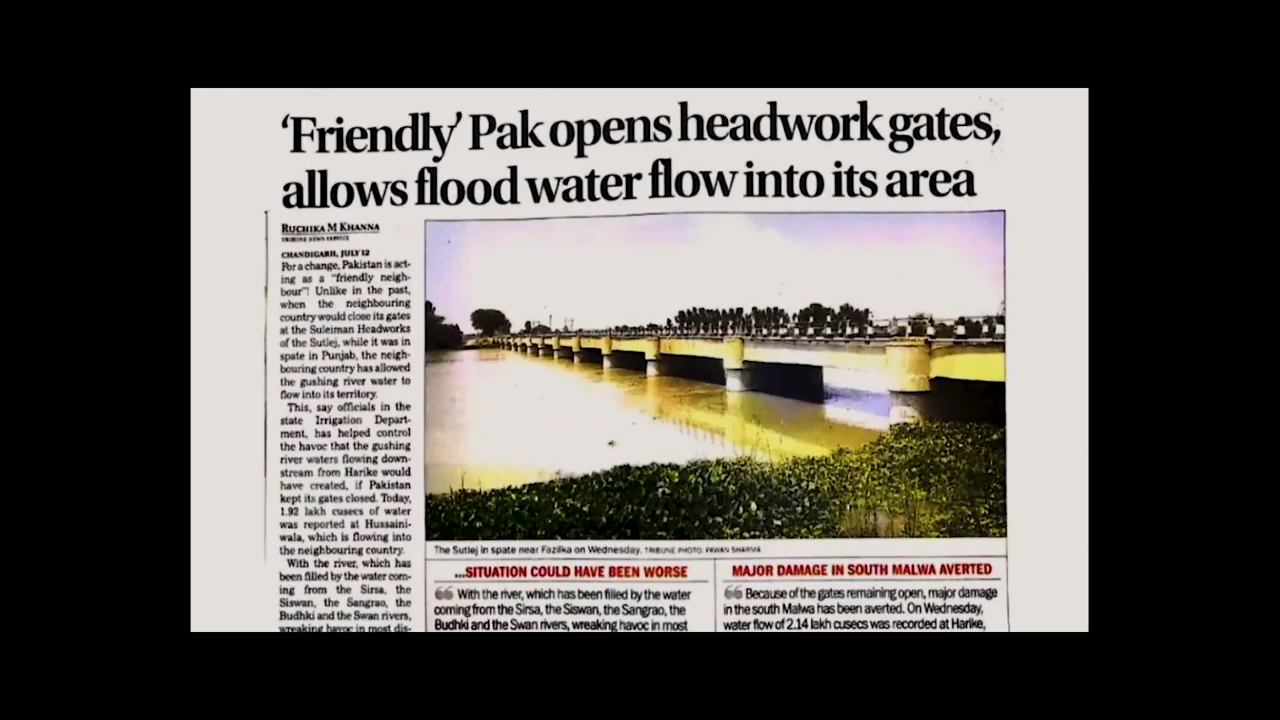 ‘Friendly’ Pak opens headwork gates,
allows flood water flow into its area
RUCHIKA M KHANNA
TRIBUNE NEWS SERVICE
CHANDIGARH, JULY 12
For a change, Pakistan is act-
ing as a "friendly neigh-
bour"! Unlike in the past,
when the neighbouring
country would close its gates
at the Suleiman Headworks
of the Sutlej, while it was in
spate in Punjab, the neigh-
bouring country has allowed
the gushing river water to
flow into its territory.
This, say officials in the
state Irrigation Depart-
ment, has helped control
the havoc that the gushing
river waters flowing down-
stream from Harike would
have created, if Pakistan
kept its gates closed. Today,
1.92 lakh cusecs of water
was reported at Hussaini-
wala, which is flowing into
the neighbouring country.
With the river, which has
been filled by the water com-
ing from the Sirsa, the
Siswan, the Sangrao, the
Budhki and the Swan rivers,
wreaking havoc in most dis-
The Sutlej in spate near Fazilka on Wednesday. TRIBUNE PHOTO: PAWAN SHARMA
...SITUATION COULD HAVE BEEN WORSE
“ With the river, which has been filled by the water
coming from the Sirsa, the Siswan, the Sangrao, the
Budhki and the Swan rivers, wreaking havoc in most
MAJOR DAMAGE IN SOUTH MALWA AVERTED
“ Because of the gates remaining open, major damage
in the south Malwa has been averted. On Wednesday,
water flow of 2.14 lakh cusecs was recorded at Harike,